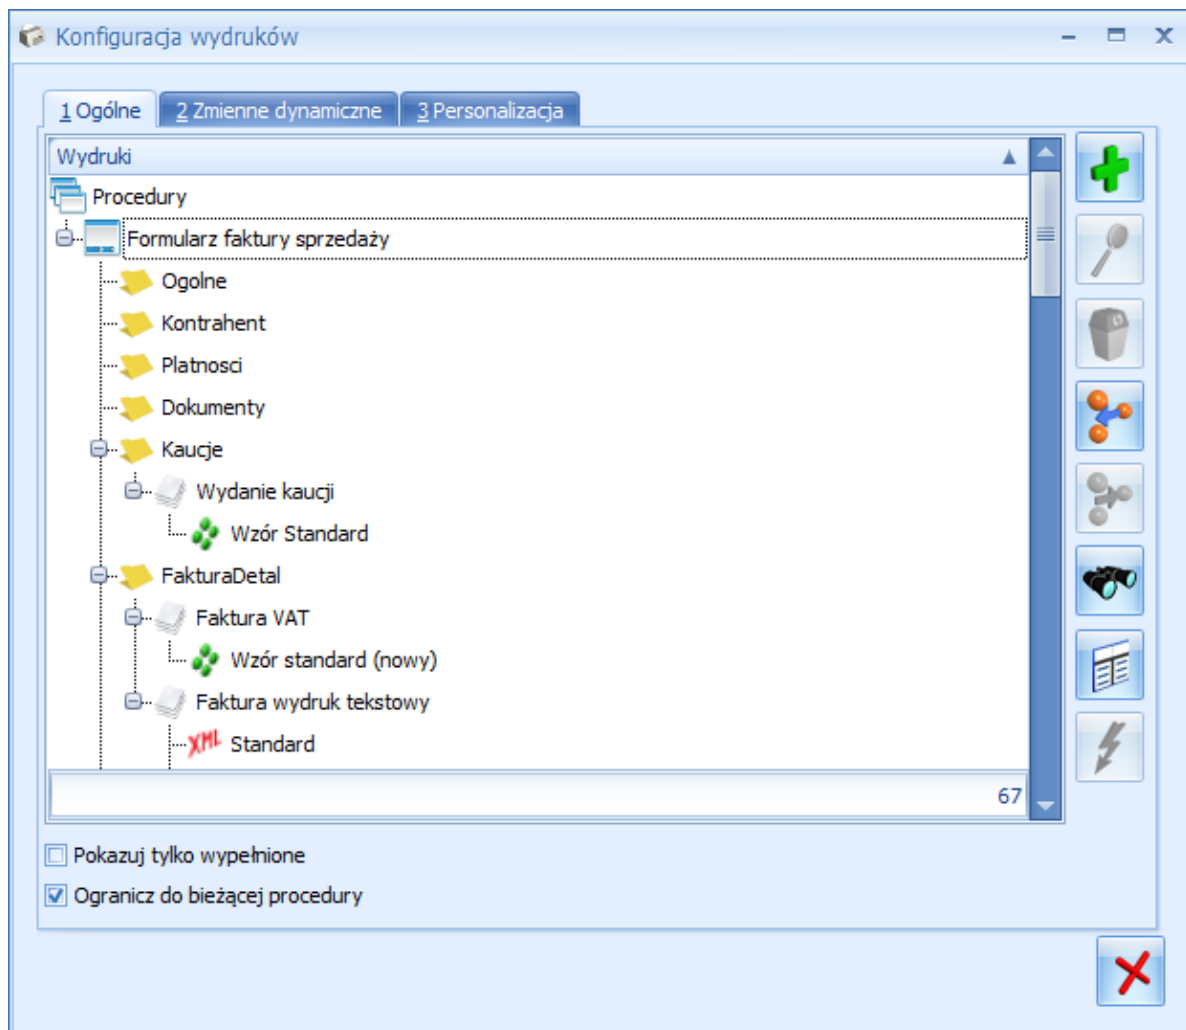 Konfiguracja wydruków
1 Ogólne 2 Zmienne dynamiczne 3 Personalizacja
Wydruki
Procedury
Formularz faktury sprzedaży
Ogolne
Kontrahent
Platnosci
Dokumenty
Kaucje
Wydanie kaucji
Wzór Standard
FakturaDetal
Faktura VAT
Wzór standard (nowy)
Faktura wydruk tekstowy
XML Standard
67
Pokazuj tylko wypełnione
Ogranicz do bieżącej procedury